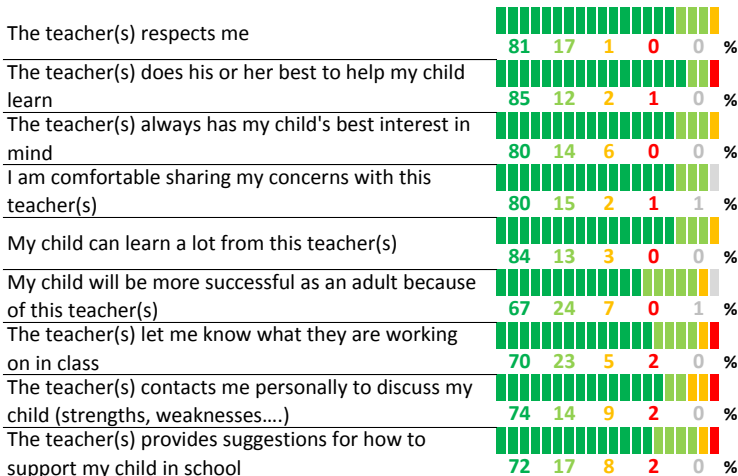 The teacher(s) respects me
81 17 1 0 0 %
The teacher(s) does his or her best to help my child
learn
85 12 2 1 0 %
The teacher(s) always has my child's best interest in
mind
80 14 6 0 0 %
I am comfortable sharing my concerns with this
teacher(s)
80 15 2 1 1 %
My child can learn a lot from this teacher(s)
84 13 3 0 0 %
My child will be more successful as an adult because
of this teacher(s)
67 24 7 0 1 %
The teacher(s) let me know what they are working
on in class
70 23 5 2 0 %
The teacher(s) contacts me personally to discuss my
child (strengths, weaknesses....)
74 14 9 2 0 %
The teacher(s) provides suggestions for how to
support my child in school
72 17 8 2 0 %